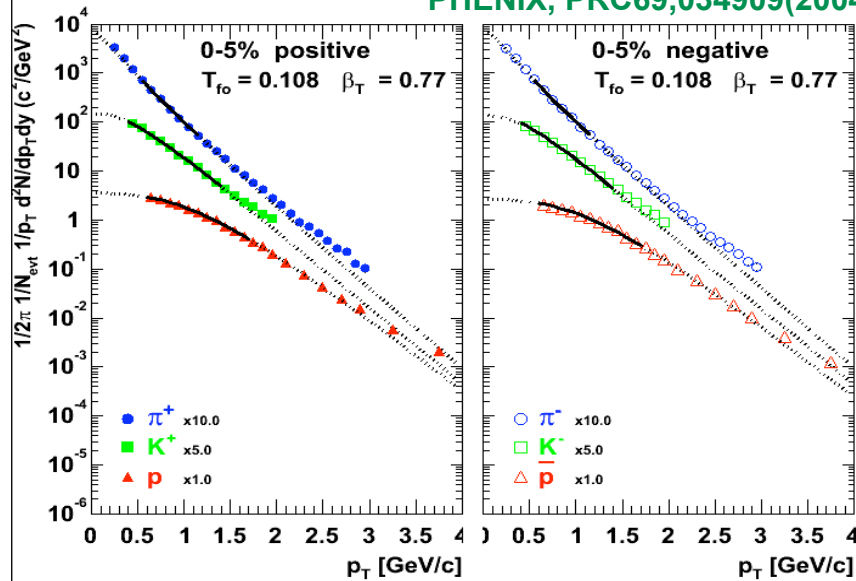 PHENIX, PRC69,034909(2004
1/2π 1/N_evt 1/p_T d²N/dp_Tdy (c²/GeV²)
10⁴
10³
10²
10
1
10⁻¹
10⁻²
10⁻³
10⁻⁴
10⁻⁵
10⁻⁶
0-5% positive
T_fo = 0.108 β_T = 0.77
π⁺ x10.0
K⁺ x5.0
p x1.0
0 0.5 1 1.5 2 2.5 3 3.5 4
p_T [GeV/c]
0-5% negative
T_fo = 0.108 β_T = 0.77
π⁻ x10.0
K⁻ x5.0
p̅ x1.0
0 0.5 1 1.5 2 2.5 3 3.5 4
p_T [GeV/c]